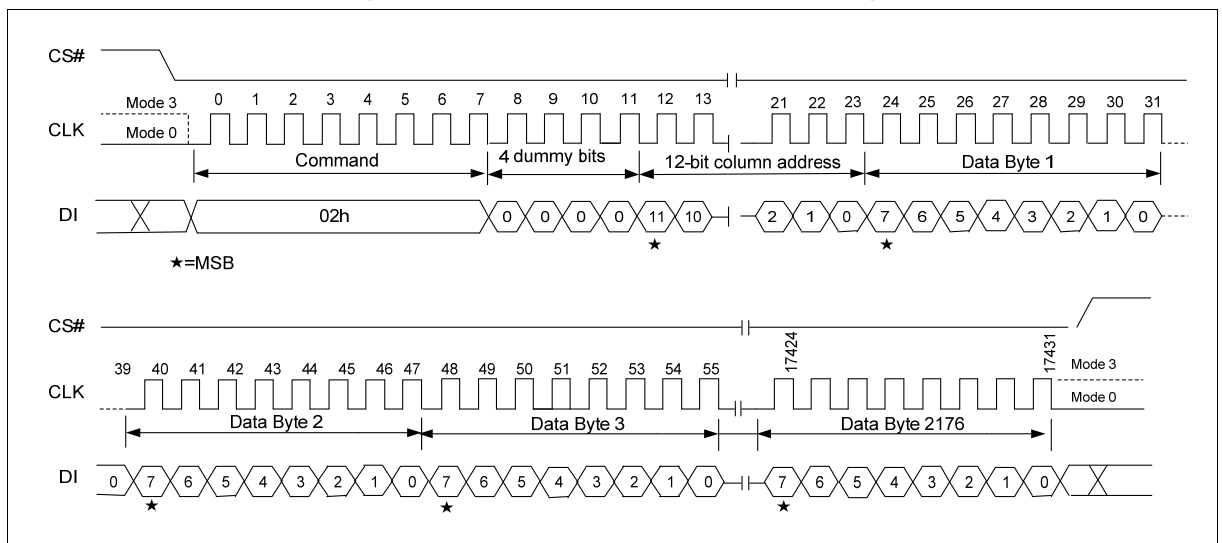 CS#
Mode 3
0 1 2 3 4 5 6 7 8 9 10 11 12 13 21 22 23 24 25 26 27 28 29 30 31
CLK
Mode 0
Command
4 dummy bits
12-bit column address
Data Byte 1
DI
02h
0 0 0 0 11 10 2 1 0 7 6 5 4 3 2 1 0
★ ★
★=MSB
CS#
39 40 41 42 43 44 45 46 47 48 49 50 51 52 53 54 55 17424 17431
Mode 3
CLK
Mode 0
Data Byte 2
Data Byte 3
Data Byte 2176
DI
0 7 6 5 4 3 2 1 0 7 6 5 4 3 2 1 0 7 6 5 4 3 2 1 0
★ ★ ★